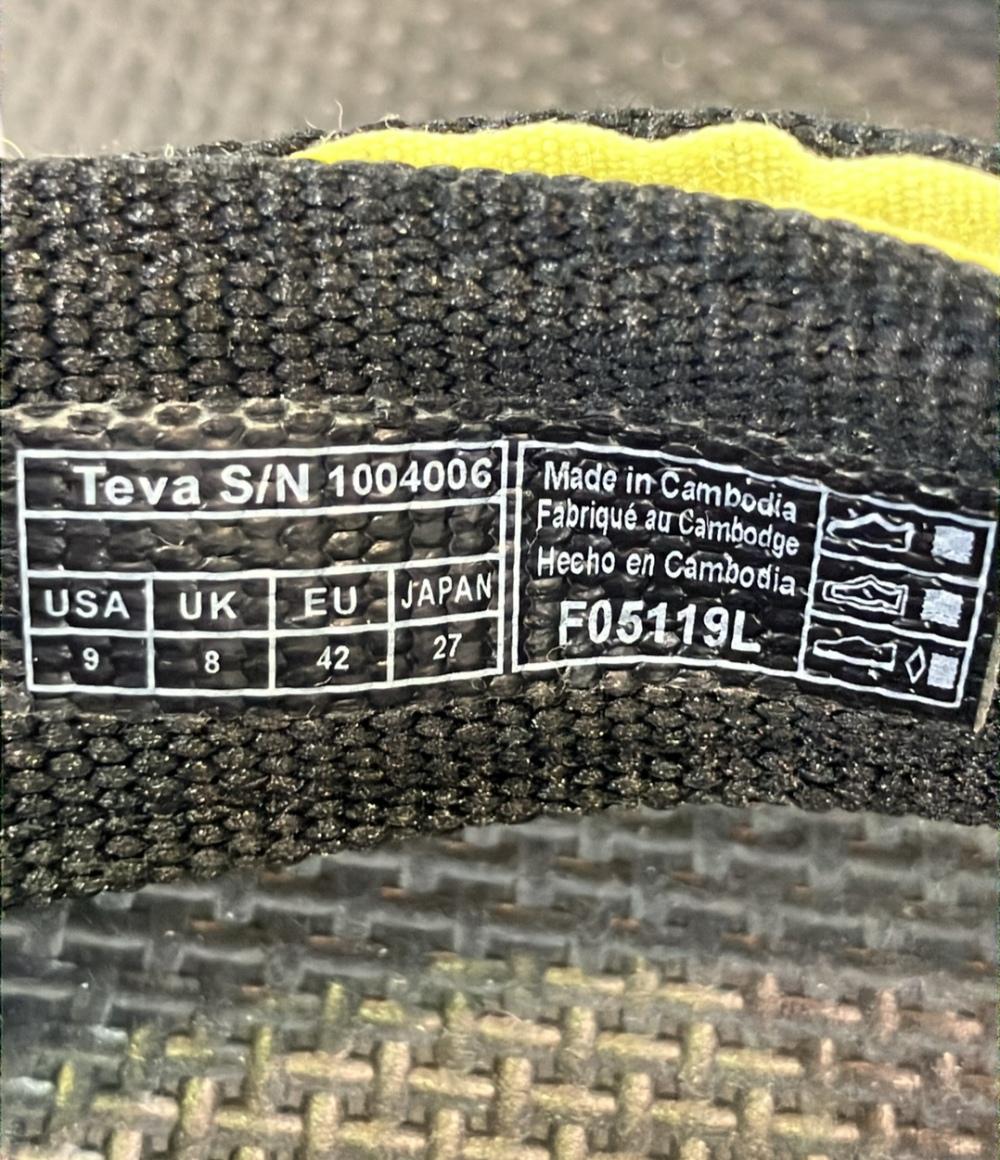 Teva S/N 1004006
USA UK EU JAPAN
9 8 42 27
Made in Cambodia
Fabriqué au Cambodge
Hecho en Cambodia
F05119L